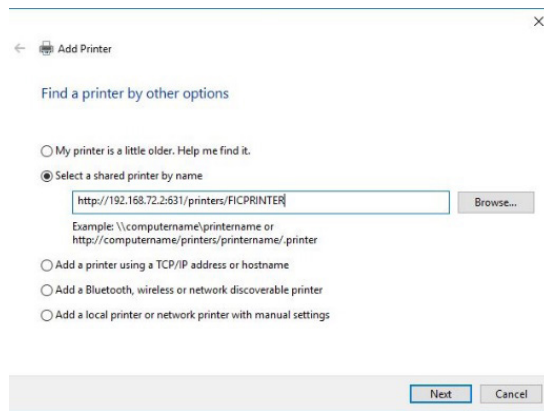 Add Printer
Find a printer by other options
My printer is a little older. Help me find it.
Select a shared printer by name
http://192.168.72.2:631/printers/FICPRINTER
Browse...
Example: \\computername\printername or
http://computername/printers/printername/.printer
Add a printer using a TCP/IP address or hostname
Add a Bluetooth, wireless or network discoverable printer
Add a local printer or network printer with manual settings
Next
Cancel